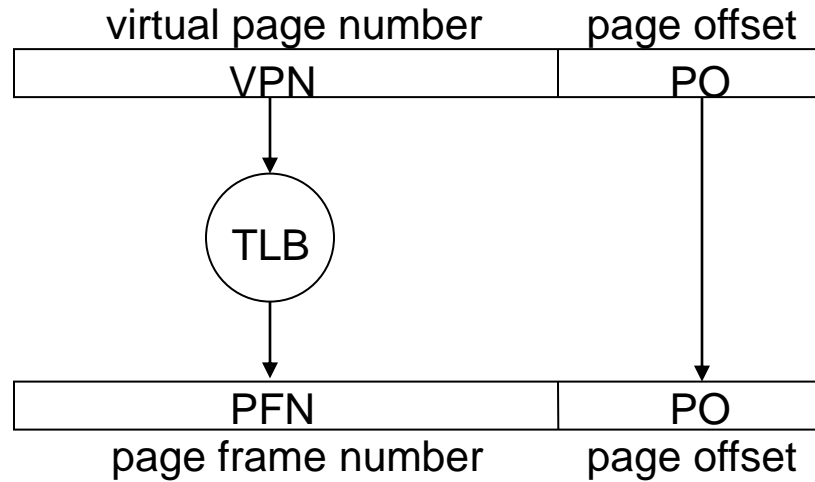 virtual page number page offset
VPN PO
TLB
PFN PO
page frame number page offset